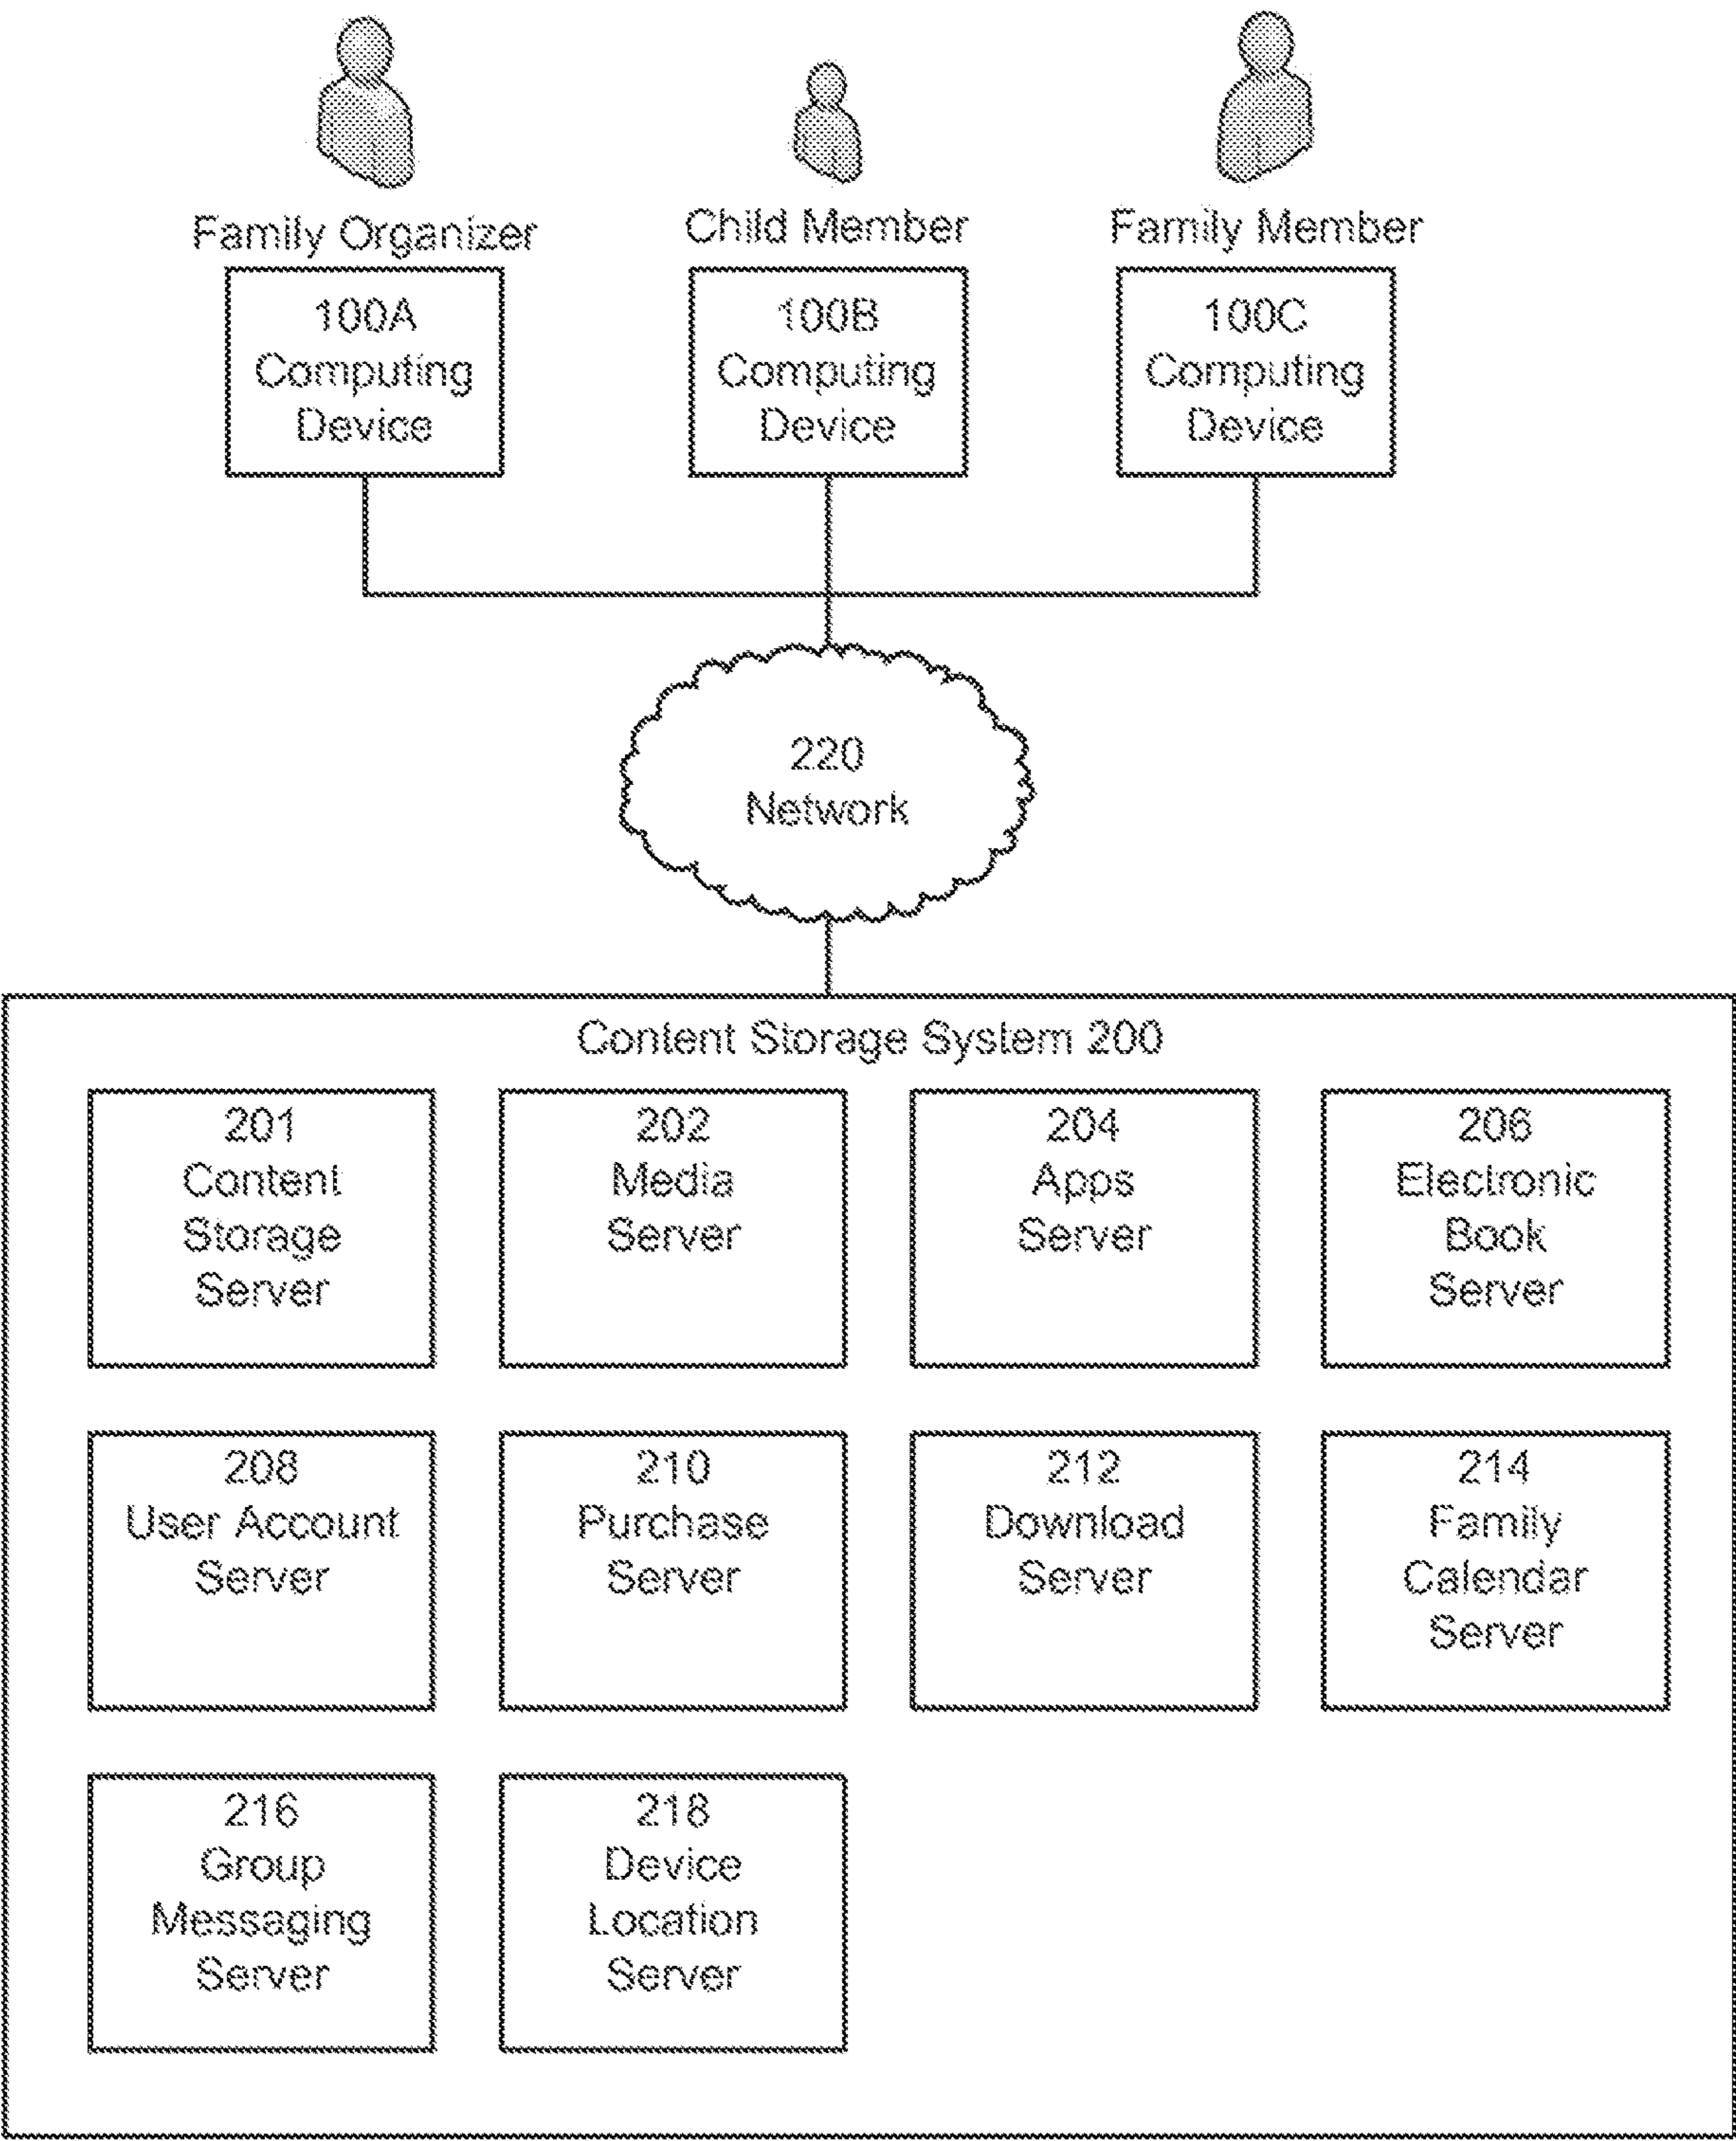 Family Organizer
Child Member
Family Member
100A
Computing
Device
100B
Computing
Device
100C
Computing
Device
220
Network
Content Storage System 200
201
Content
Storage
Server
202
Media
Server
204
Apps
Server
206
Electronic
Book
Server
208
User Account
Server
210
Purchase
Server
212
Download
Server
214
Family
Calendar
Server
216
Group
Messaging
Server
218
Device
Location
Server